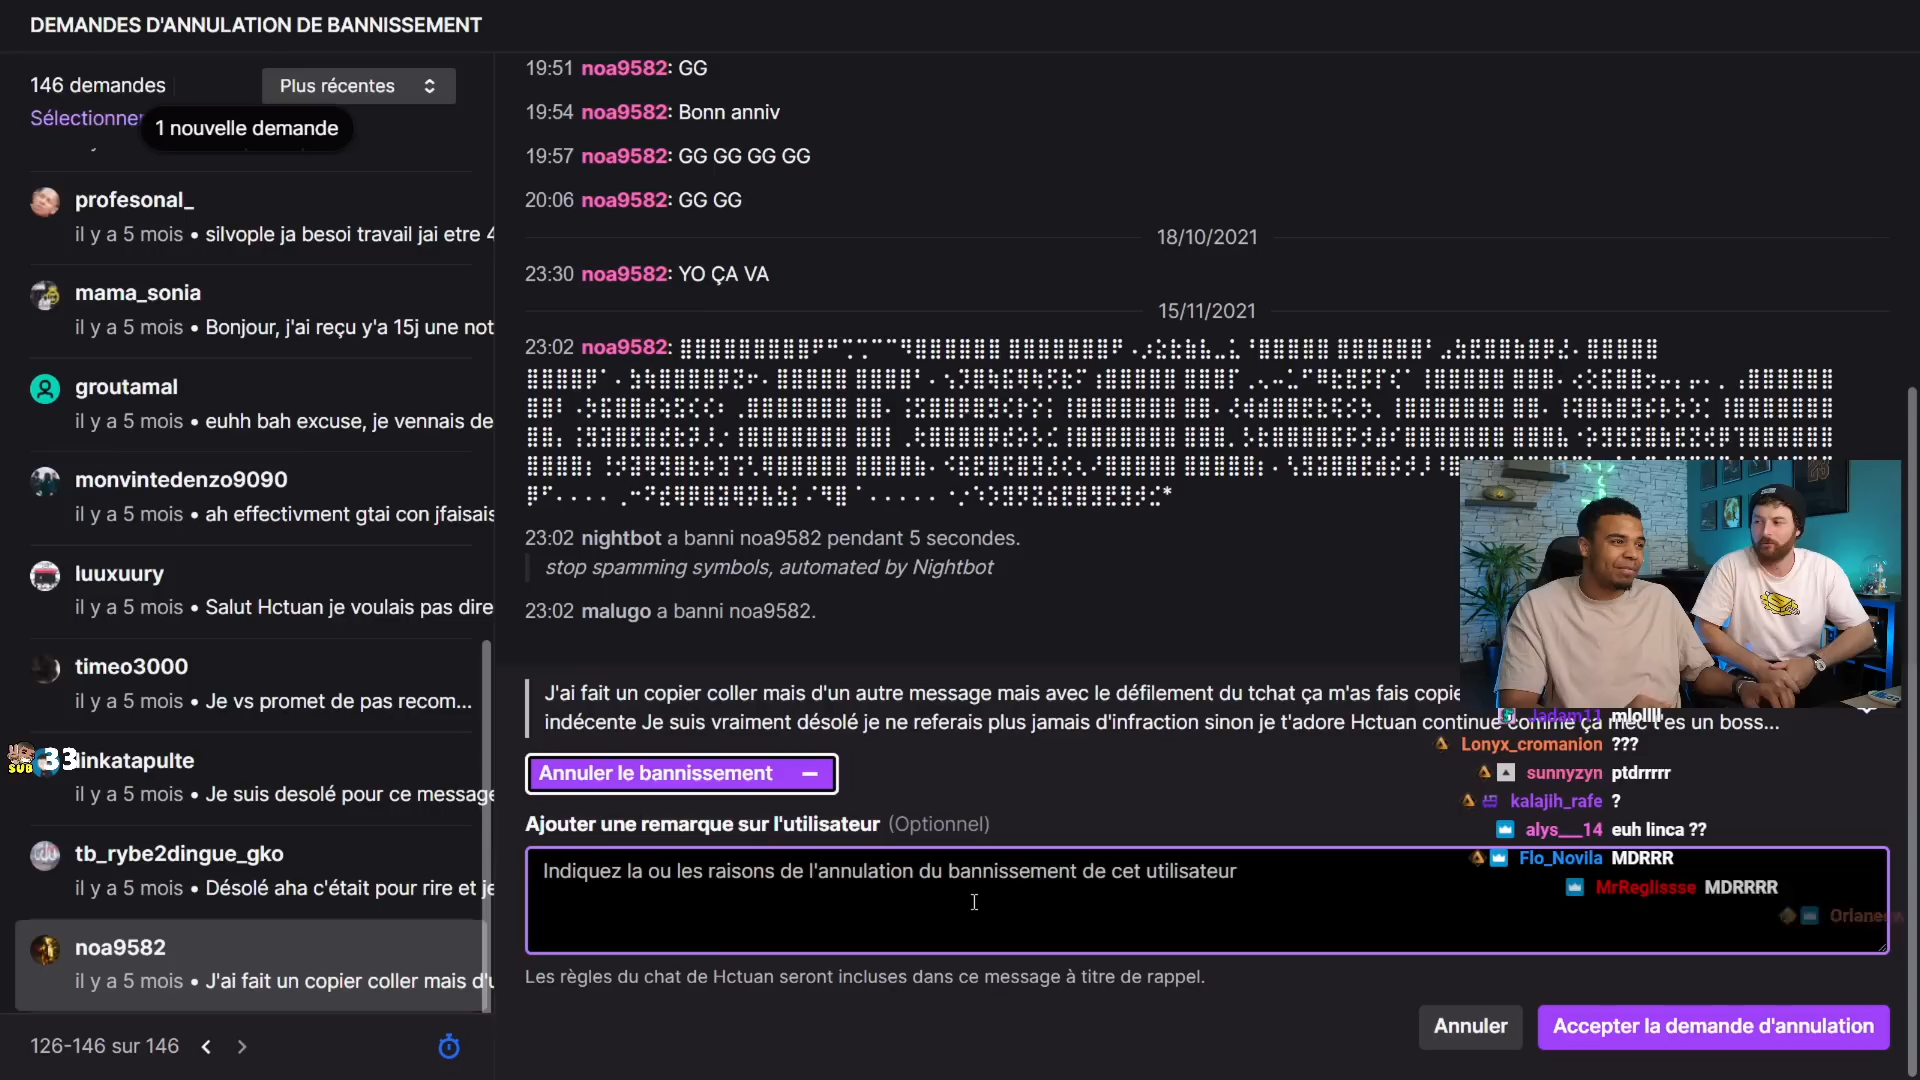 DEMANDES D'ANNULATION DE BANNISSEMENT
146 demandes
Plus récentes
Sélectionner
1 nouvelle demande
profesonal_
il y a 5 mois • silvople ja besoi travail jai etre 4
mama_sonia
il y a 5 mois • Bonjour, j'ai reçu y'a 15j une not
groutamal
il y a 5 mois • euhh bah excuse, je vennais de
monvintedenzo9090
il y a 5 mois • ah effectivment gtai con jfaisais
luuxuury
il y a 5 mois • Salut Hctuan je voulais pas dire
timeo3000
il y a 5 mois • Je vs promet de pas recom...
SUB 33
linkatapulte
il y a 5 mois • Je suis desolé pour ce message
tb_rybe2dingue_gko
il y a 5 mois • Désolé aha c'était pour rire et je
noa9582
il y a 5 mois • J'ai fait un copier coller mais d'u
126-146 sur 146
19:51 noa9582: GG
19:54 noa9582: Bonn anniv
19:57 noa9582: GG GG GG GG
20:06 noa9582: GG GG
18/10/2021
23:30 noa9582: YO ÇA VA
15/11/2021
23:02 noa9582:
23:02 nightbot a banni noa9582 pendant 5 secondes.
stop spamming symbols, automated by Nightbot
23:02 malugo a banni noa9582.
J'ai fait un copier coller mais d'un autre message mais avec le défilement du tchat ça m'as fais copie
indécente Je suis vraiment désolé je ne referais plus jamais d'infraction sinon je t'adore Hctuan continue comme ça mec t'es un boss...
Annuler le bannissement
Ajouter une remarque sur l'utilisateur (Optionnel)
Indiquez la ou les raisons de l'annulation du bannissement de cet utilisateur
Les règles du chat de Hctuan seront incluses dans ce message à titre de rappel.
Annuler
Accepter la demande d'annulation
Jadam11 mlollll
Lonyx_cromanion ???
sunnyzyn ptdrrrrr
kalajih_rafe ?
alys___14 euh linca ??
Flo_Novila MDRRR
MrReglissse MDRRRR